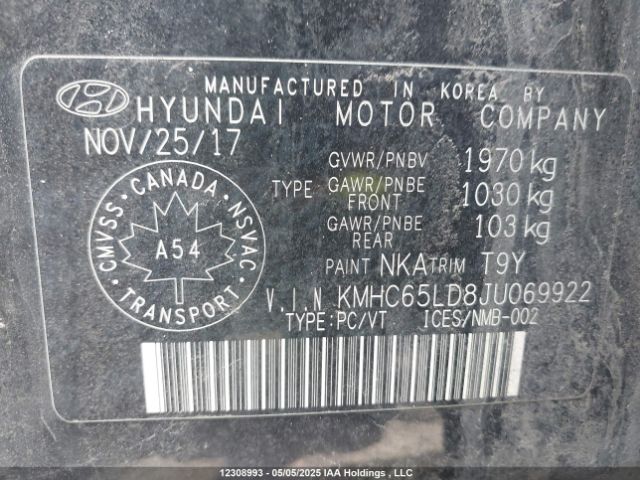 MANUFACTURED IN KOREA BY
HYUNDAI MOTOR COMPANY
NOV/25/17
GVWR/PNBV 1970 kg
TYPE GAWR/PNBE FRONT 1030 kg
GAWR/PNBE REAR 103 kg
PAINT NKA TRIM T9Y
CANADA
CMVSS
NSVAC
A54
TRANSPORT
V.I.N KMHC65LD8JU069922
TYPE:PC/VT ICES/NMB-002
12308993 - 05/05/2025 IAA Holdings , LLC